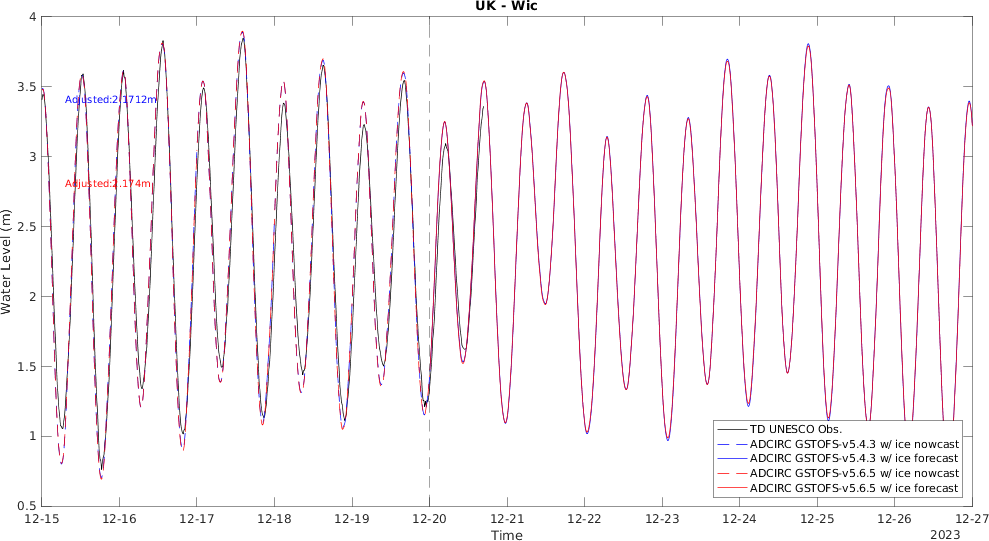 UK - Wic
4
3.5
3
2.5
2
1.5
1
0.5
Water Level (m)
Adjusted:2.1712m
Adjusted:2.174m
TD UNESCO Obs.
ADCIRC GSTOFS-v5.4.3 w/ ice nowcast
ADCIRC GSTOFS-v5.4.3 w/ ice forecast
ADCIRC GSTOFS-v5.6.5 w/ ice nowcast
ADCIRC GSTOFS-v5.6.5 w/ ice forecast
12-15 12-16 12-17 12-18 12-19 12-20 12-21 12-22 12-23 12-24 12-25 12-26 12-27
Time
2023